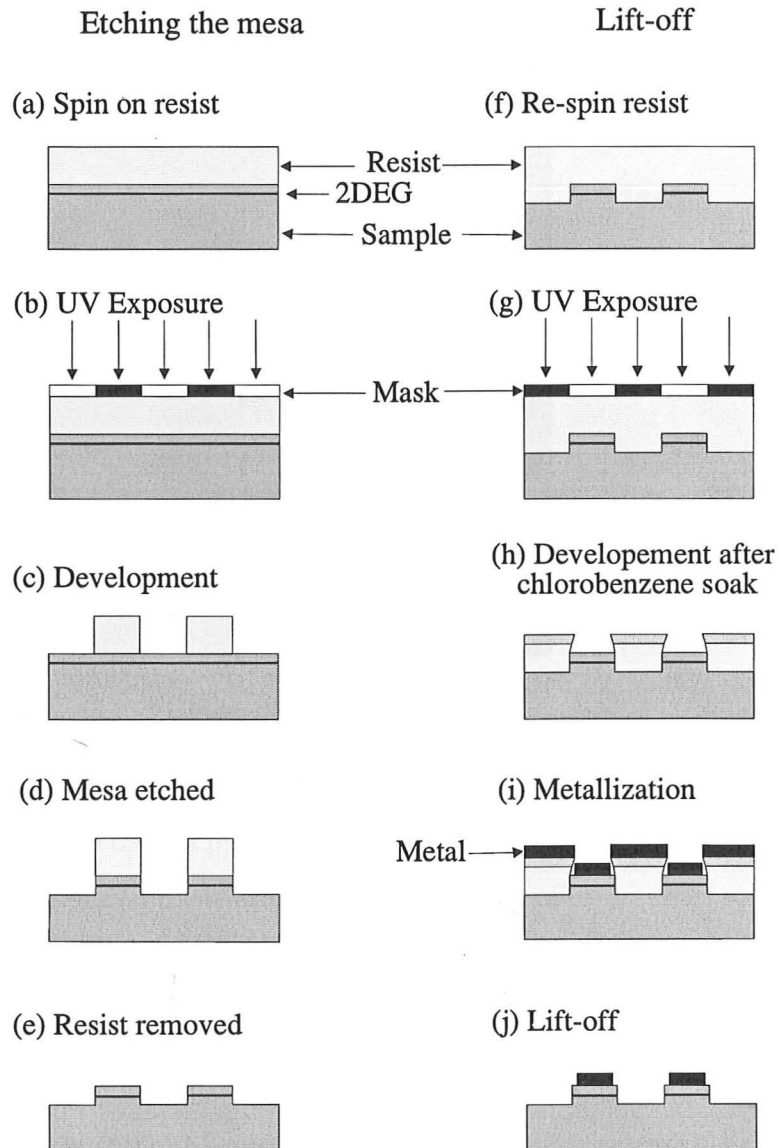 Etching the mesa
Lift-off
(a) Spin on resist
(f) Re-spin resist
Resist
2DEG
Sample
(b) UV Exposure
(g) UV Exposure
Mask
(c) Development
(h) Developement after
chlorobenzene soak
(d) Mesa etched
(i) Metallization
Metal
(e) Resist removed
(j) Lift-off